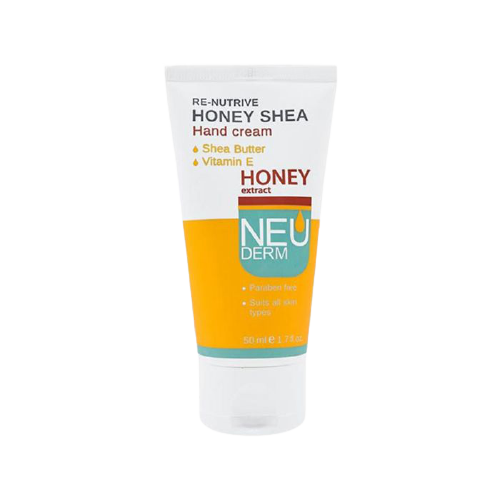 RE-NUTRIVE
HONEY SHEA
Hand cream
Shea Butter
Vitamin E
HONEY
extract
NEU
DERM
• Paraben free
• Suits all skin
types
50 ml e 1.7 fl oz